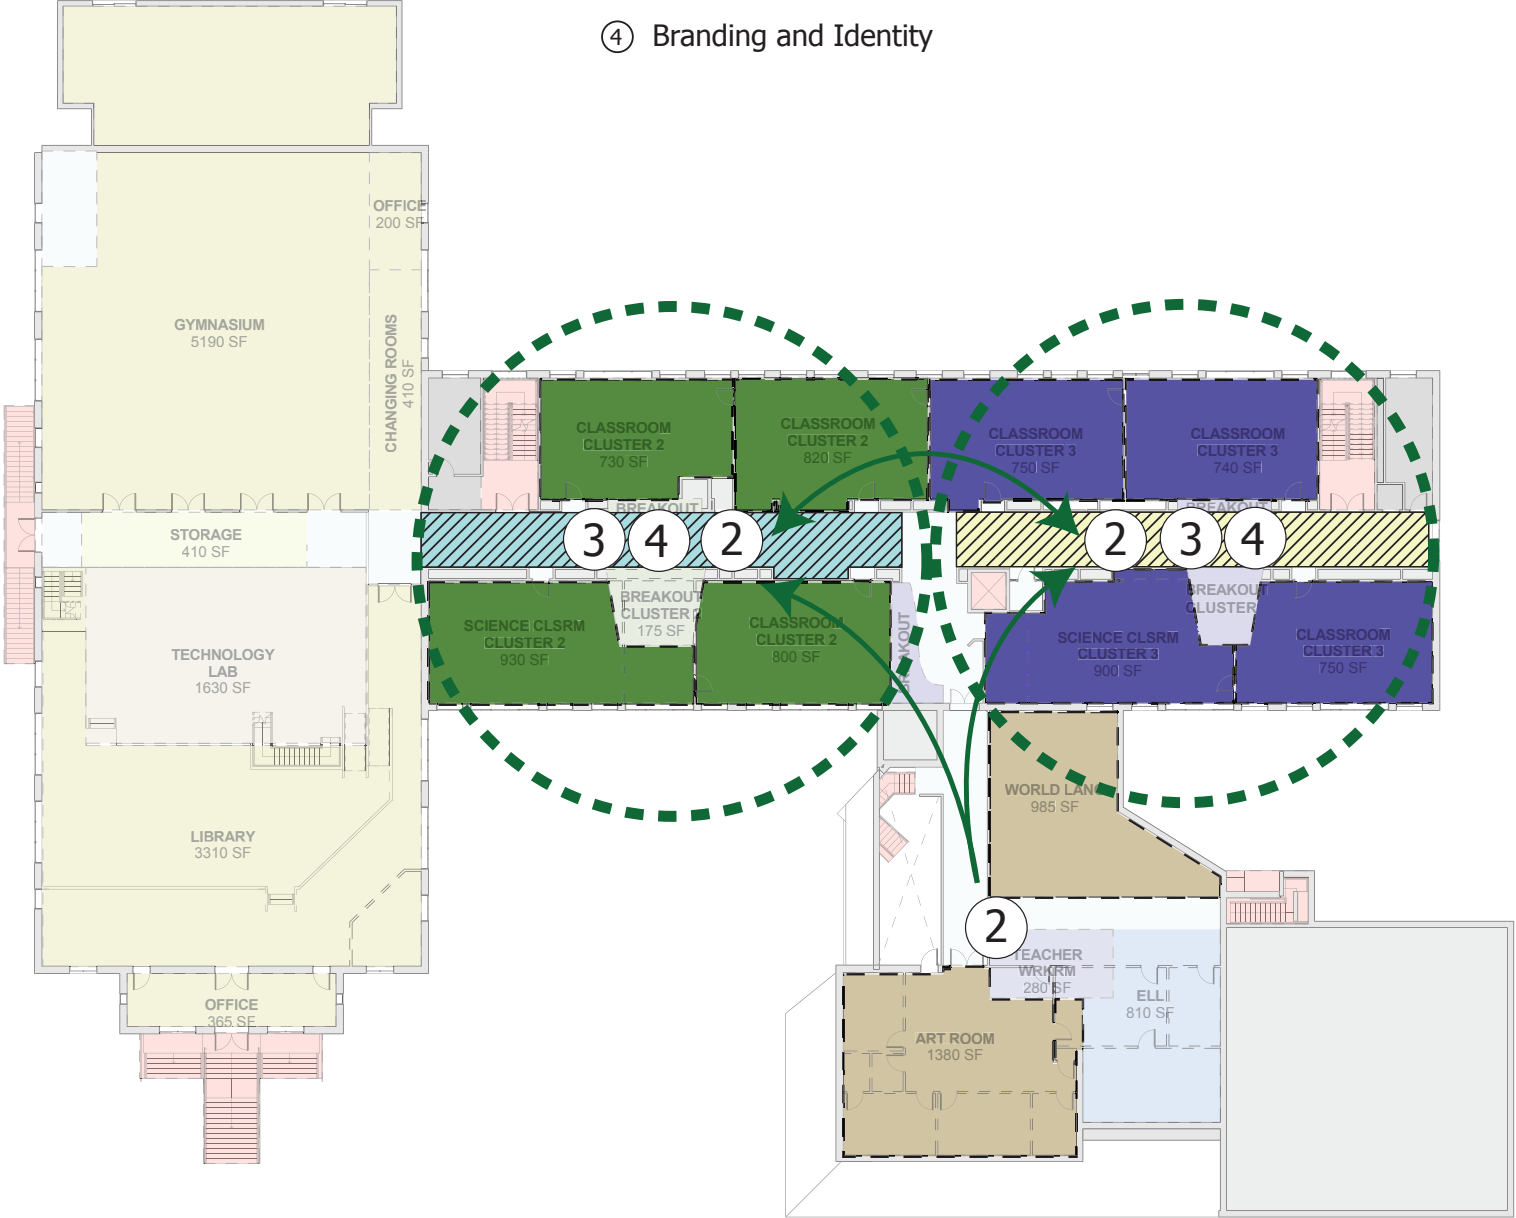 ④ Branding and Identity
OFFICE
200 SF
GYMNASIUM
5190 SF
CHANGING ROOMS
410 SF
CLASSROOM
CLUSTER 2
730 SF
CLASSROOM
CLUSTER 2
820 SF
CLASSROOM
CLUSTER 3
750 SF
CLASSROOM
CLUSTER 3
740 SF
BREAKOUT
BREAKOUT
STORAGE
410 SF
3
4
2
2
3
4
BREAKOUT
CLUSTER
175 SF
BREAKOUT
CLUSTER
SCIENCE CLSRM
CLUSTER 2
930 SF
CLASSROOM
CLUSTER 2
800 SF
BREAKOUT
SCIENCE CLSRM
CLUSTER 3
900 SF
CLASSROOM
CLUSTER 3
750 SF
TECHNOLOGY
LAB
1630 SF
WORLD LANG
985 SF
LIBRARY
3310 SF
2
TEACHER
WRKRM
280 SF
ELL
810 SF
OFFICE
365 SF
ART ROOM
1380 SF